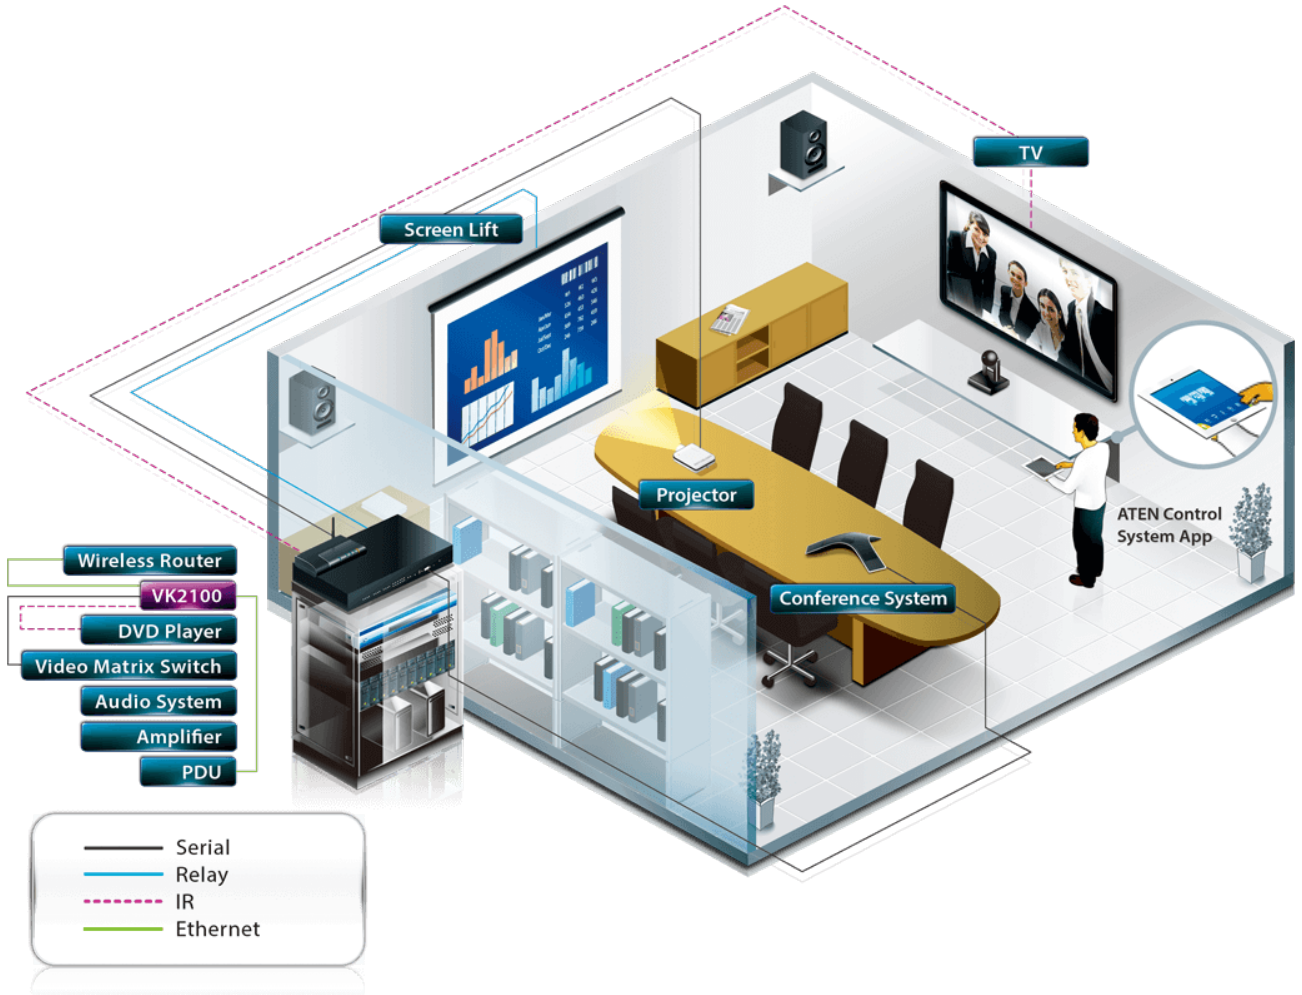 TV
Screen Lift
Projector
ATEN Control
System App
Conference System
Wireless Router
VK2100
DVD Player
Video Matrix Switch
Audio System
Amplifier
PDU
Serial
Relay
IR
Ethernet